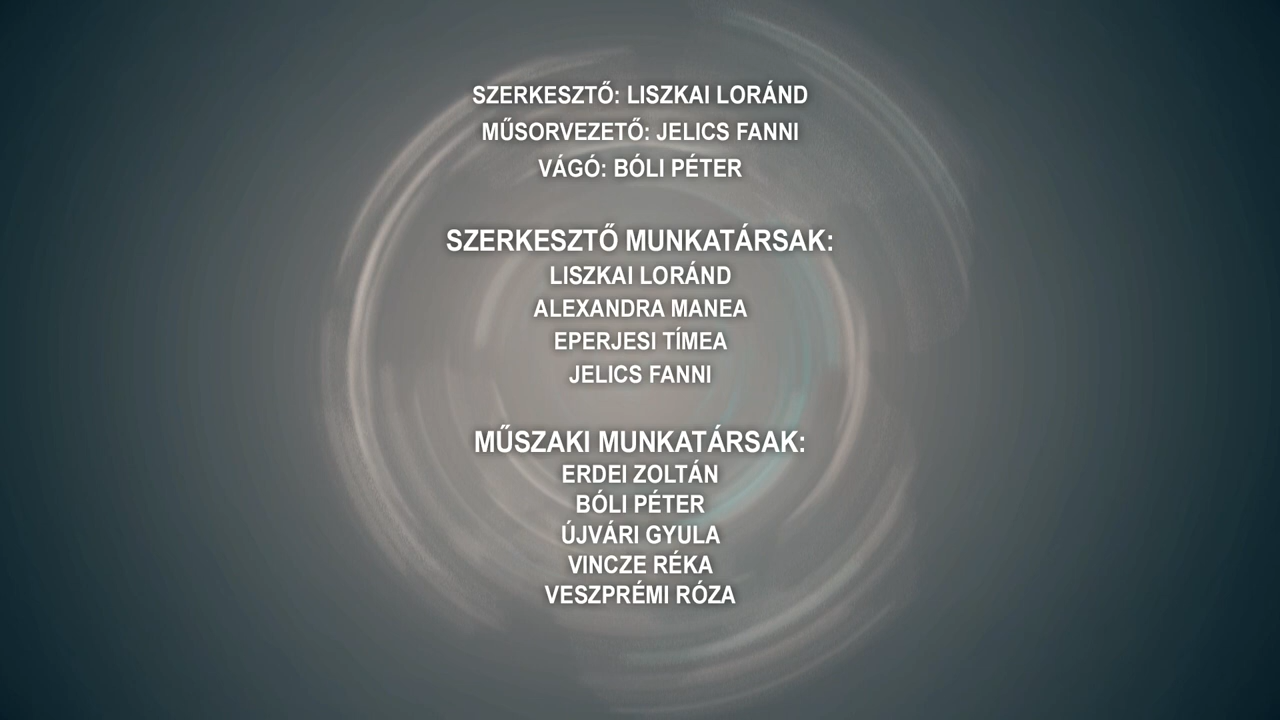 SZERKESZTŐ: LISZKAI LORÁND
MŰSORVEZETŐ: JELICS FANNI
VÁGÓ: BÓLI PÉTER
SZERKESZTŐ MUNKATÁRSAK:
LISZKAI LORÁND
ALEXANDRA MANEA
EPERJESI TÍMEA
JELICS FANNI
MŰSZAKI MUNKATÁRSAK:
ERDEI ZOLTÁN
BÓLI PÉTER
ÚJVÁRI GYULA
VINCZE RÉKA
VESZPRÉMI RÓZA